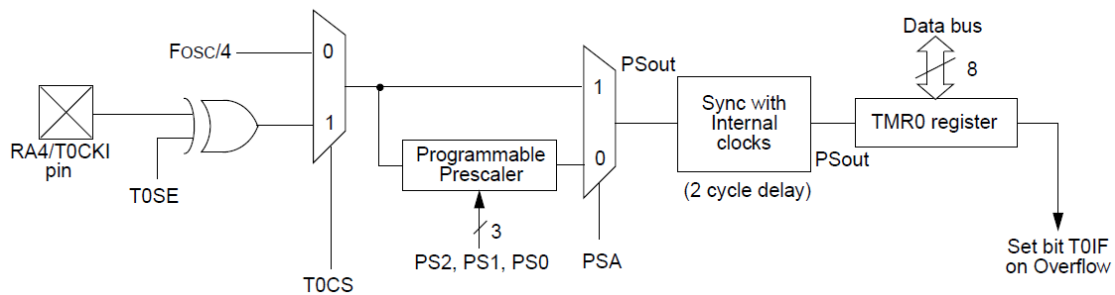 Data bus
8
FOSC/4
0
1
PSout
1
0
Sync with
Internal
clocks
TMR0 register
RA4/T0CKI
pin
Programmable
Prescaler
PSout
T0SE
(2 cycle delay)
3
PS2, PS1, PS0
PSA
T0CS
Set bit T0IF
on Overflow